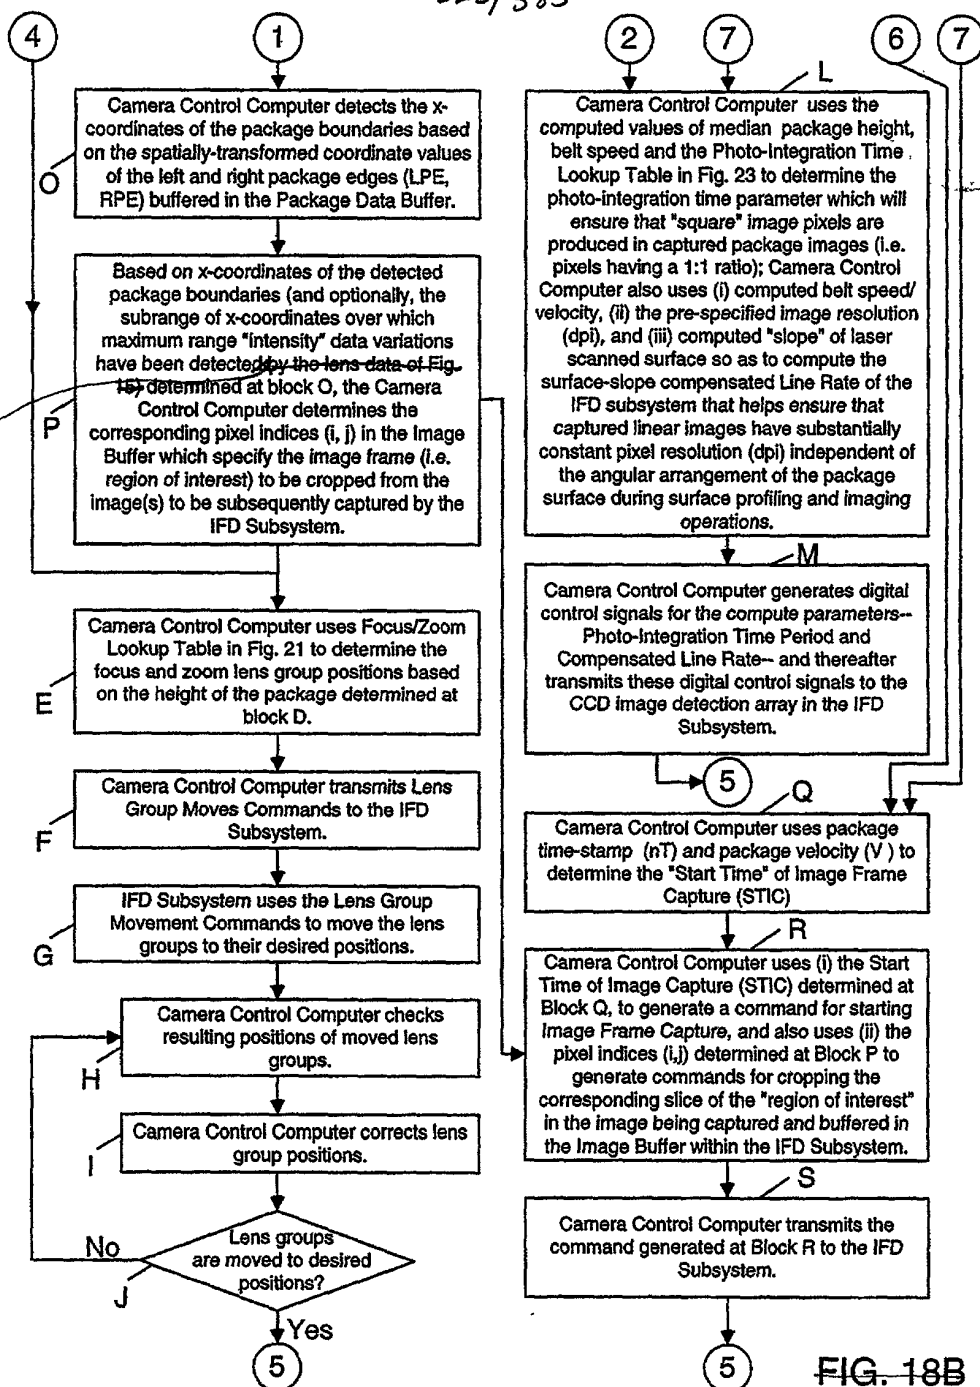 4
1
Camera Control Computer detects the x-
coordinates of the package boundaries based
on the spatially-transformed coordinate values
of the left and right package edges (LPE,
RPE) buffered in the Package Data Buffer.
O
Based on x-coordinates of the detected
package boundaries (and optionally, the
subrange of x-coordinates over which
maximum range "intensity" data variations
have been detected by the lens data of Fig.
15) determined at block O, the Camera
Control Computer determines the
corresponding pixel indices (i, j) in the Image
Buffer which specify the image frame (i.e.
region of interest) to be cropped from the
image(s) to be subsequently captured by the
IFD Subsystem.
P
Camera Control Computer uses Focus/Zoom
Lookup Table in Fig. 21 to determine the
focus and zoom lens group positions based
on the height of the package determined at
block D.
E
Camera Control Computer transmits Lens
Group Moves Commands to the IFD
Subsystem.
F
IFD Subsystem uses the Lens Group
Movement Commands to move the lens
groups to their desired positions.
G
Camera Control Computer checks
resulting positions of moved lens
groups.
H
Camera Control Computer corrects lens
group positions.
I
Lens groups
are moved to desired
positions?
No
J
Yes
5
2
7
6
7
L
Camera Control Computer uses the
computed values of median package height,
belt speed and the Photo-Integration Time
Lookup Table in Fig. 23 to determine the
photo-integration time parameter which will
ensure that "square" image pixels are
produced in captured package images (i.e.
pixels having a 1:1 ratio); Camera Control
Computer also uses (i) computed belt speed/
velocity, (ii) the pre-specified image resolution
(dpi), and (iii) computed "slope" of laser
scanned surface so as to compute the
surface-slope compensated Line Rate of the
IFD subsystem that helps ensure that
captured linear images have substantially
constant pixel resolution (dpi) independent of
the angular arrangement of the package
surface during surface profiling and imaging
operations.
M
Camera Control Computer generates digital
control signals for the compute parameters--
Photo-Integration Time Period and
Compensated Line Rate-- and thereafter
transmits these digital control signals to the
CCD image detection array in the IFD
Subsystem.
5
Q
Camera Control Computer uses package
time-stamp (nT) and package velocity (V ) to
determine the "Start Time" of Image Frame
Capture (STIC)
R
Camera Control Computer uses (i) the Start
Time of Image Capture (STIC) determined at
Block Q, to generate a command for starting
Image Frame Capture, and also uses (ii) the
pixel indices (i,j) determined at Block P to
generate commands for cropping the
corresponding slice of the "region of interest"
in the image being captured and buffered in
the Image Buffer within the IFD Subsystem.
S
Camera Control Computer transmits the
command generated at Block R to the IFD
Subsystem.
5
FIG. 18B